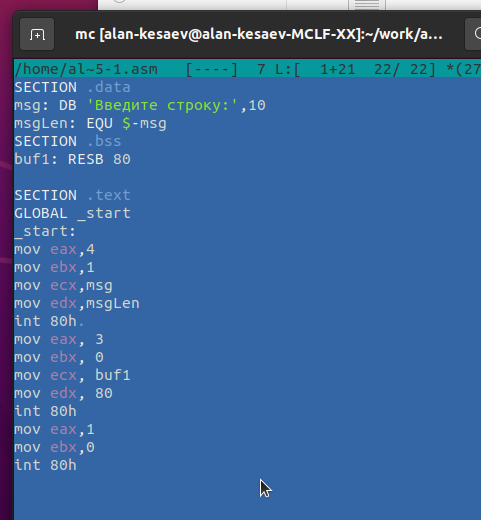 mc [alan-kesaev@alan-kesaev-MCLF-XX]:~/work/a...
/home/al~5-1.asm   [----]  7 L:[  1+21  22/ 22] *(27
SECTION .data
msg: DB 'Введите строку:',10
msgLen: EQU $-msg
SECTION .bss
buf1: RESB 80
SECTION .text
GLOBAL _start
_start:
mov eax,4
mov ebx,1
mov ecx,msg
mov edx,msgLen
int 80h.
mov eax, 3
mov ebx, 0
mov ecx, buf1
mov edx, 80
int 80h
mov eax,1
mov ebx,0
int 80h